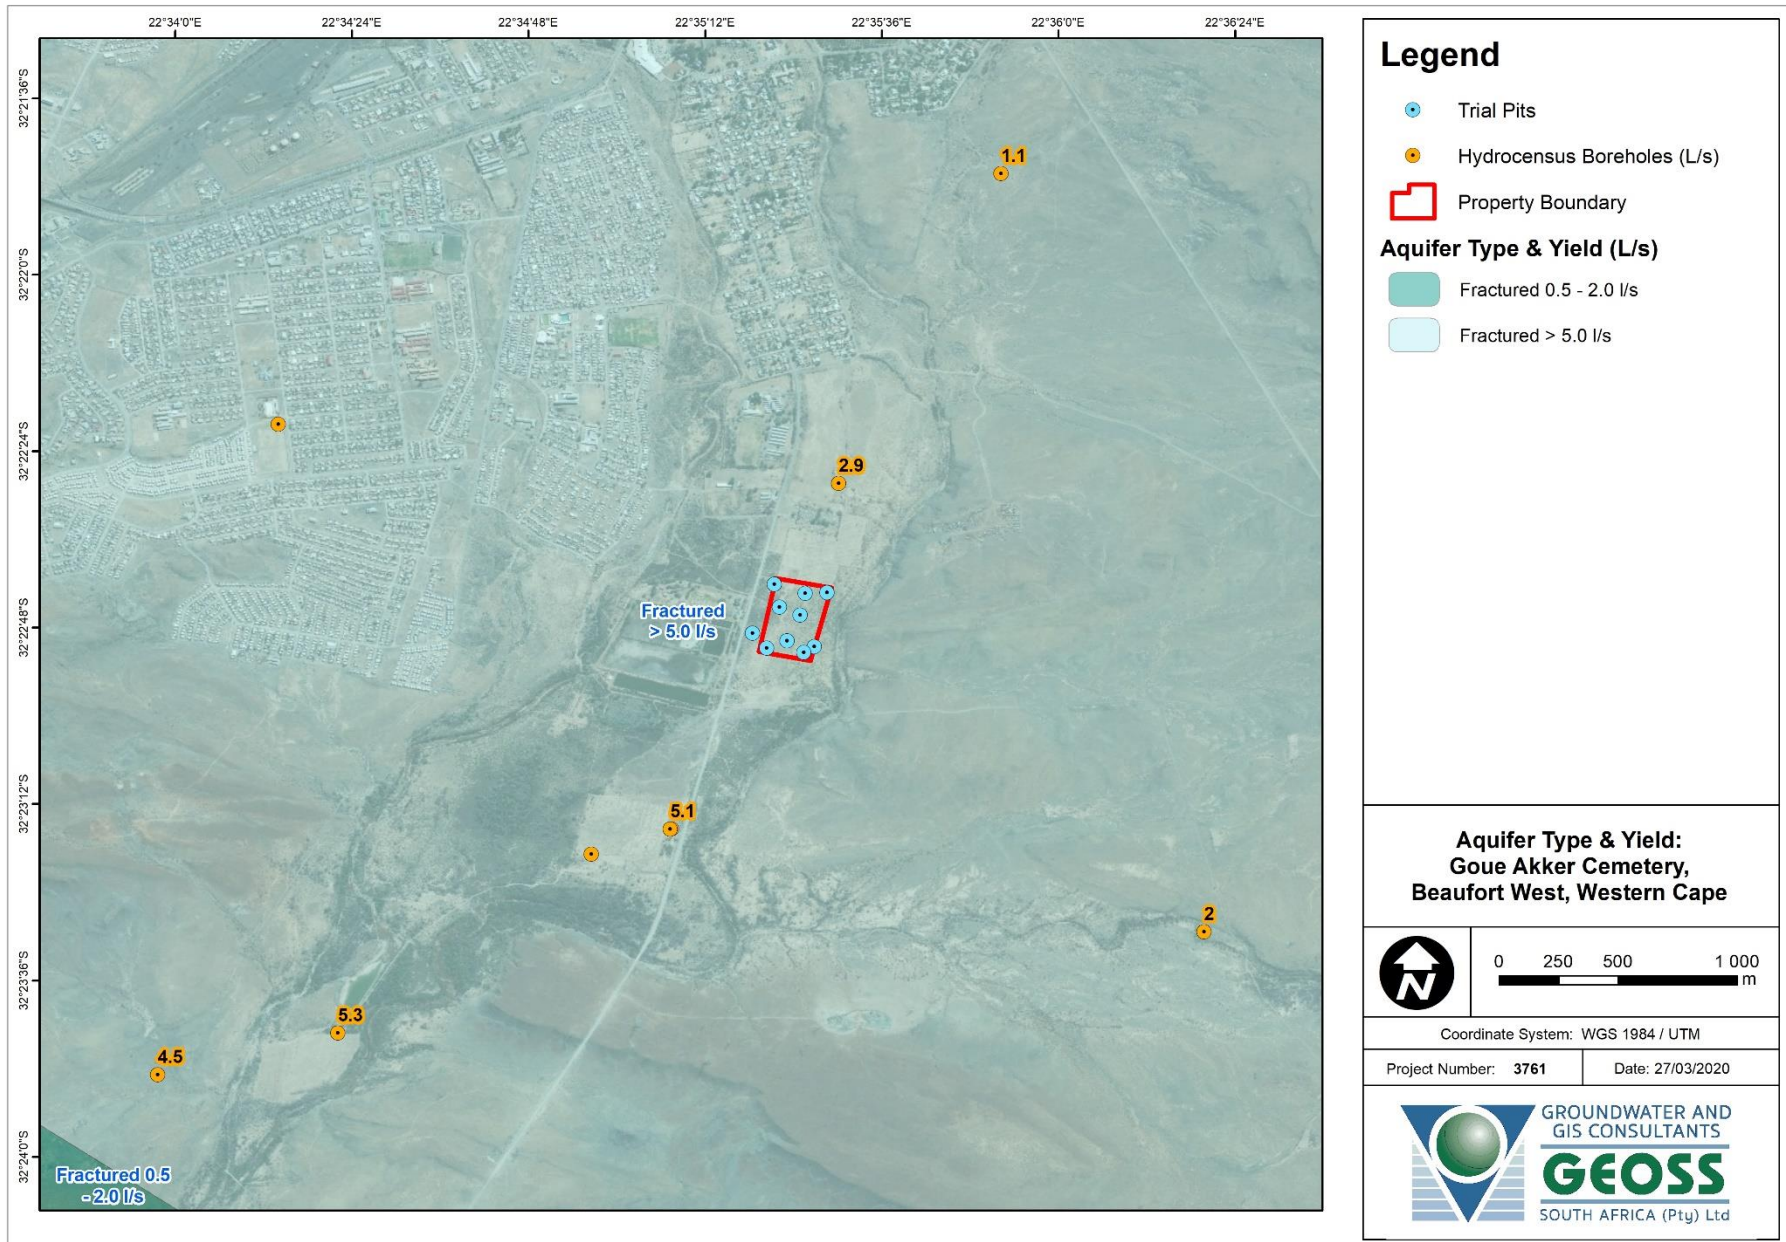 22°34'0"E
22°34'24"E
22°34'48"E
22°35'12"E
22°35'36"E
22°36'0"E
22°36'24"E
32°21'36"S
32°22'0"S
32°22'24"S
32°22'48"S
32°23'12"S
32°23'36"S
32°24'0"S
1.1
2.9
Fractured
> 5.0 l/s
5.1
2
5.3
4.5
Fractured 0.5
- 2.0 l/s
Legend
Trial Pits
Hydrocensus Boreholes (L/s)
Property Boundary
Aquifer Type & Yield (L/s)
Fractured 0.5 - 2.0 l/s
Fractured > 5.0 l/s
Aquifer Type & Yield:
Goue Akker Cemetery,
Beaufort West, Western Cape
N
0 250 500 1 000
m
Coordinate System: WGS 1984 / UTM
Project Number: 3761
Date: 27/03/2020
GROUNDWATER AND
GIS CONSULTANTS
GEOSS
SOUTH AFRICA (Pty) Ltd